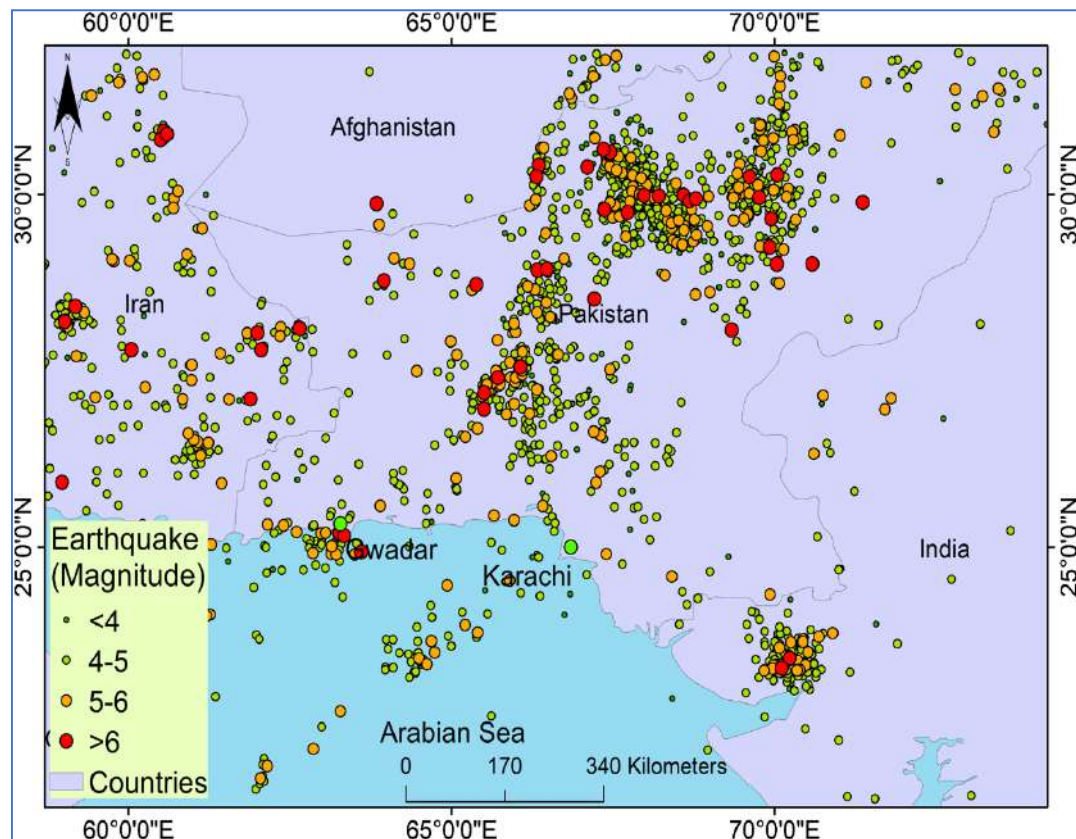 60°0'0"E 65°0'0"E 70°0'0"E
N
S
Afghanistan
30°0'0"N
30°0'0"N
Iran
Pakistan
25°0'0"N
25°0'0"N
Gwadar
Karachi
India
Arabian Sea
0 170 340 Kilometers
Earthquake
(Magnitude)
<4
4-5
5-6
>6
Countries
60°0'0"E 65°0'0"E 70°0'0"E